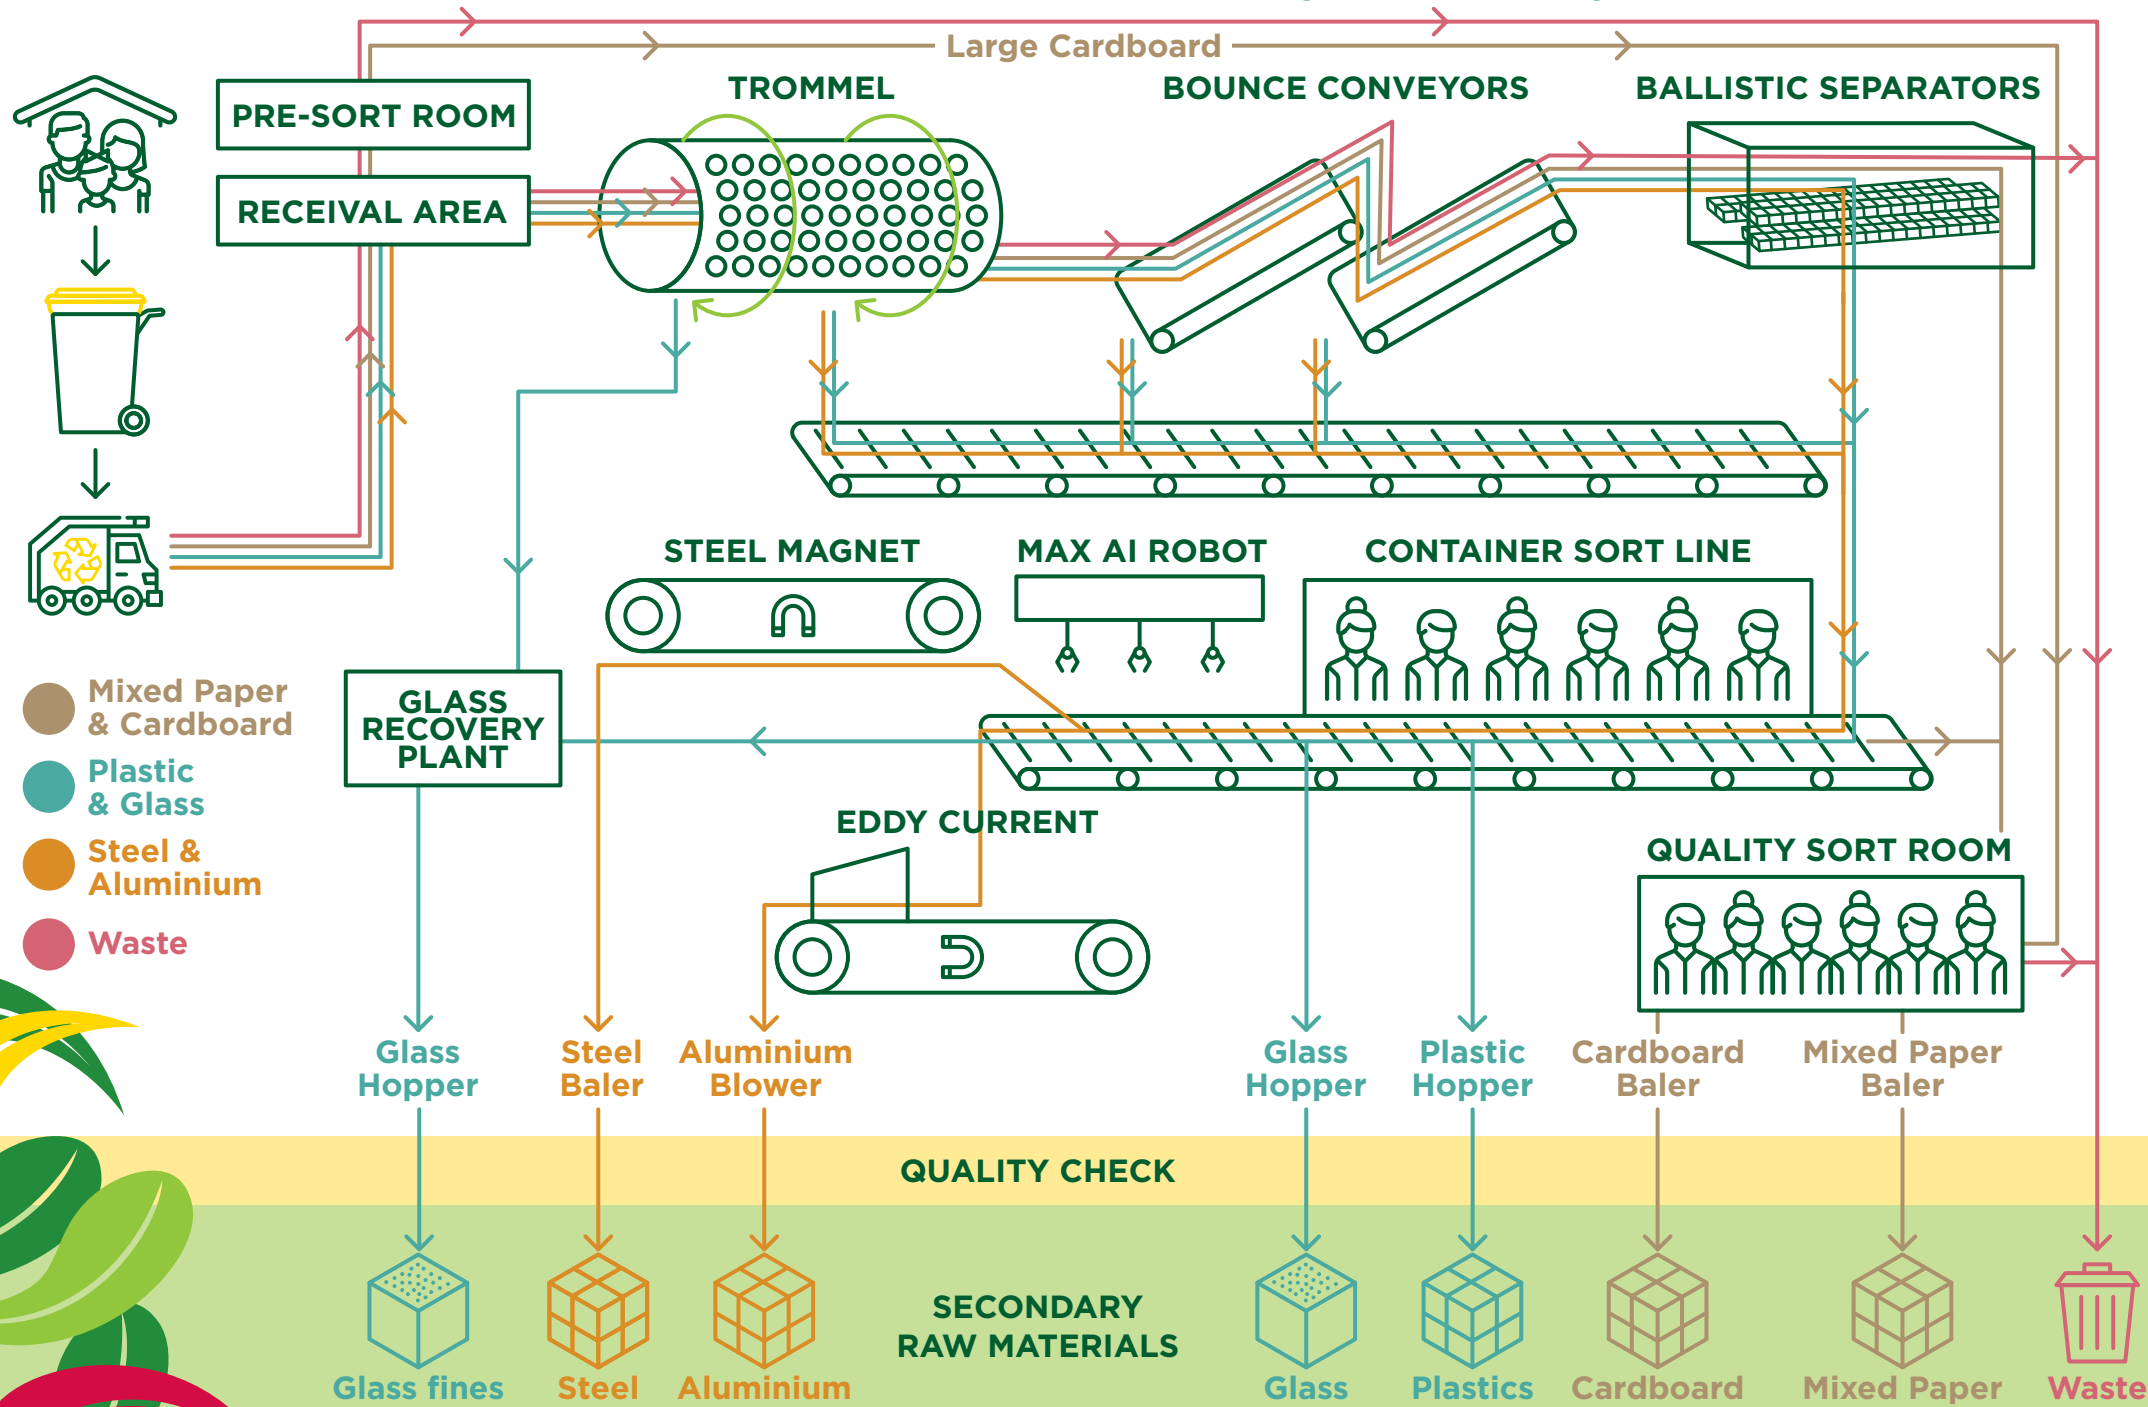 Large Cardboard
PRE-SORT ROOM
TROMMEL
BOUNCE CONVEYORS
BALLISTIC SEPARATORS
RECEIVAL AREA
STEEL MAGNET
MAX AI ROBOT
CONTAINER SORT LINE
Mixed Paper
& Cardboard
Plastic
& Glass
Steel &
Aluminium
Waste
GLASS
RECOVERY
PLANT
EDDY CURRENT
QUALITY SORT ROOM
Glass
Hopper
Steel
Baler
Aluminium
Blower
Glass
Hopper
Plastic
Hopper
Cardboard
Baler
Mixed Paper
Baler
QUALITY CHECK
SECONDARY
RAW MATERIALS
Glass fines
Steel
Aluminium
Glass
Plastics
Cardboard
Mixed Paper
Waste